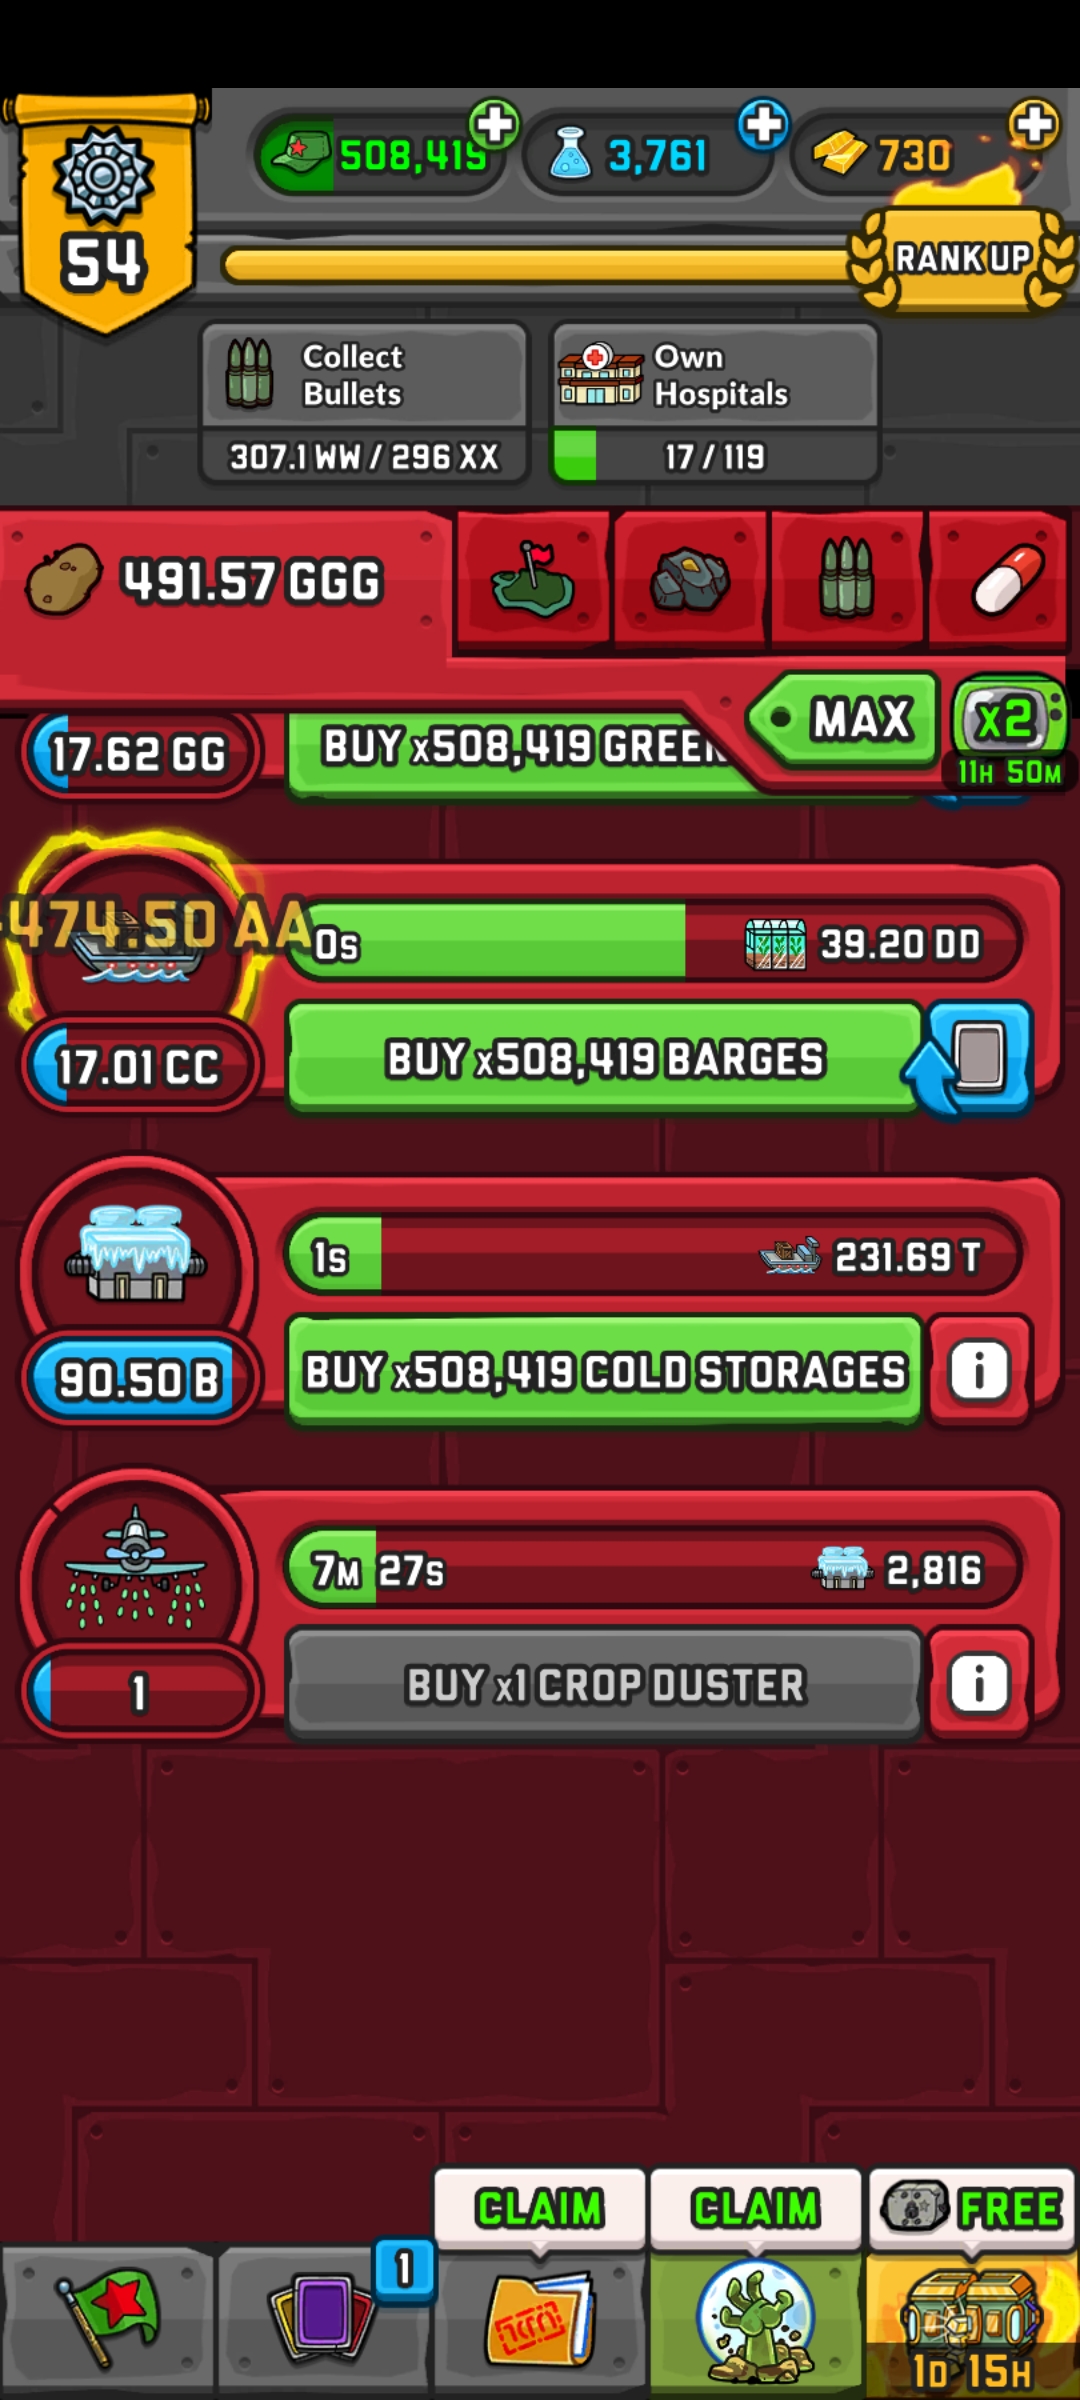 54
508,419
3,761
730
RANK UP
Collect
Bullets
307.1 WW / 296 XX
Own
Hospitals
17 / 119
491.57 GGG
MAX
x2
11H 50M
17.62 GG
BUY x508,419 GREEN
474.50 AA
0s
39.20 DD
17.01 CC
BUY x508,419 BARGES
1s
231.69 T
90.50 B
BUY x508,419 COLD STORAGES
i
7M 27s
2,816
1
BUY x1 CROP DUSTER
i
CLAIM
CLAIM
FREE
1
1D 15H